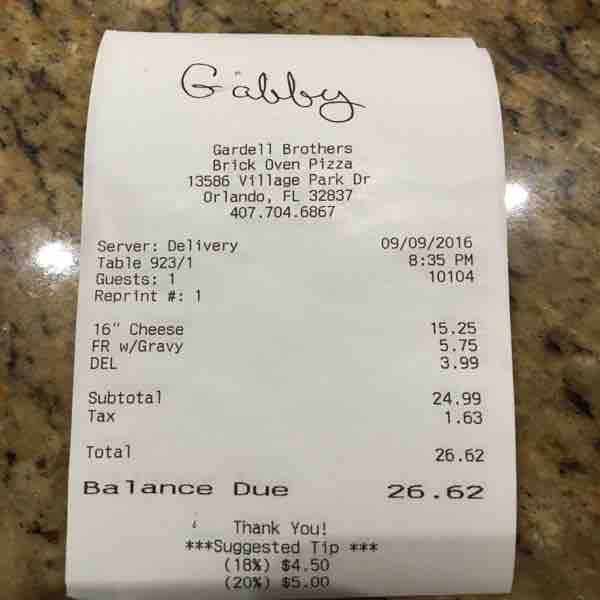 Gabby
Gardell Brothers
Brick Oven Pizza
13586 Village Park Dr
Orlando, FL 32837
407.704.6867
Server: Delivery 09/09/2016
Table 923/1 8:35 PM
Guests: 1 10104
Reprint #: 1
16" Cheese 15.25
FR w/Gravy 5.75
DEL 3.99
Subtotal 24.99
Tax 1.63
Total 26.62
Balance Due 26.62
Thank You!
***Suggested Tip ***
(18%) $4.50
(20%) $5.00